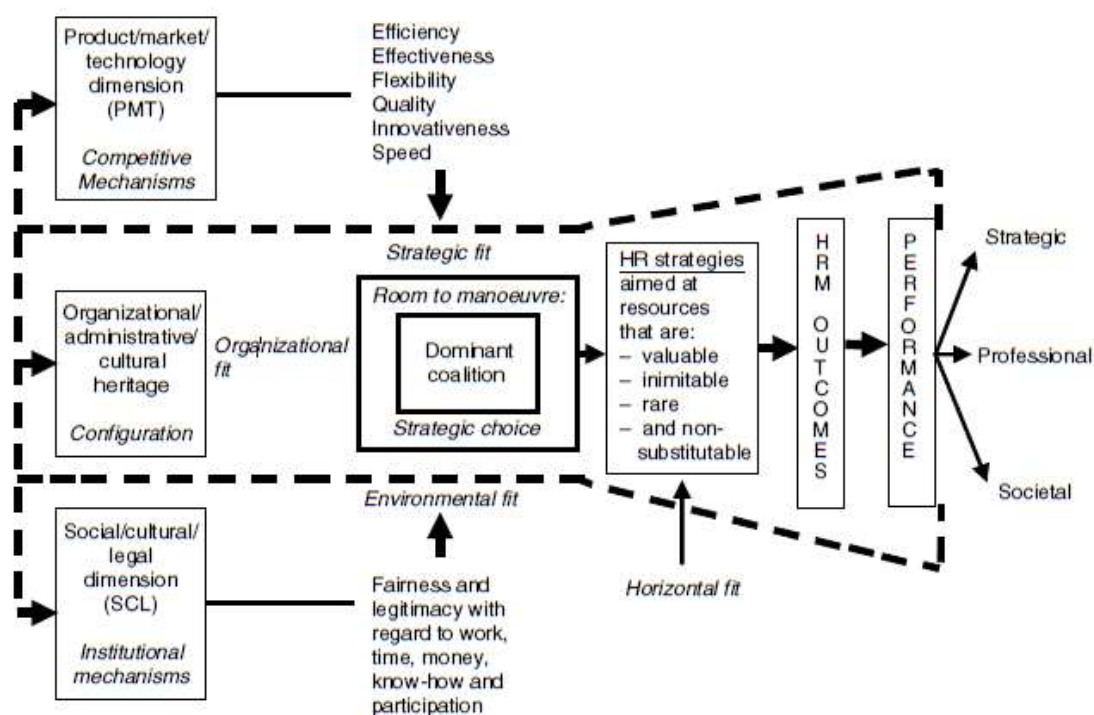 Product/market/
technology
dimension
(PMT)
Competitive
Mechanisms
Efficiency
Effectiveness
Flexibility
Quality
Innovativeness
Speed
Strategic fit
Organizational/
administrative/
cultural
heritage
Configuration
Organizational
fit
Room to manoeuvre:
Dominant
coalition
Strategic choice
HR strategies
aimed at
resources
that are:
– valuable
– inimitable
– rare
– and non-
substitutable
HRM OUTCOMES
PERFORMANCE
Strategic
Professional
Societal
Environmental fit
Horizontal fit
Social/cultural/
legal
dimension
(SCL)
Institutional
mechanisms
Fairness and
legitimacy with
regard to work,
time, money,
know-how and
participation